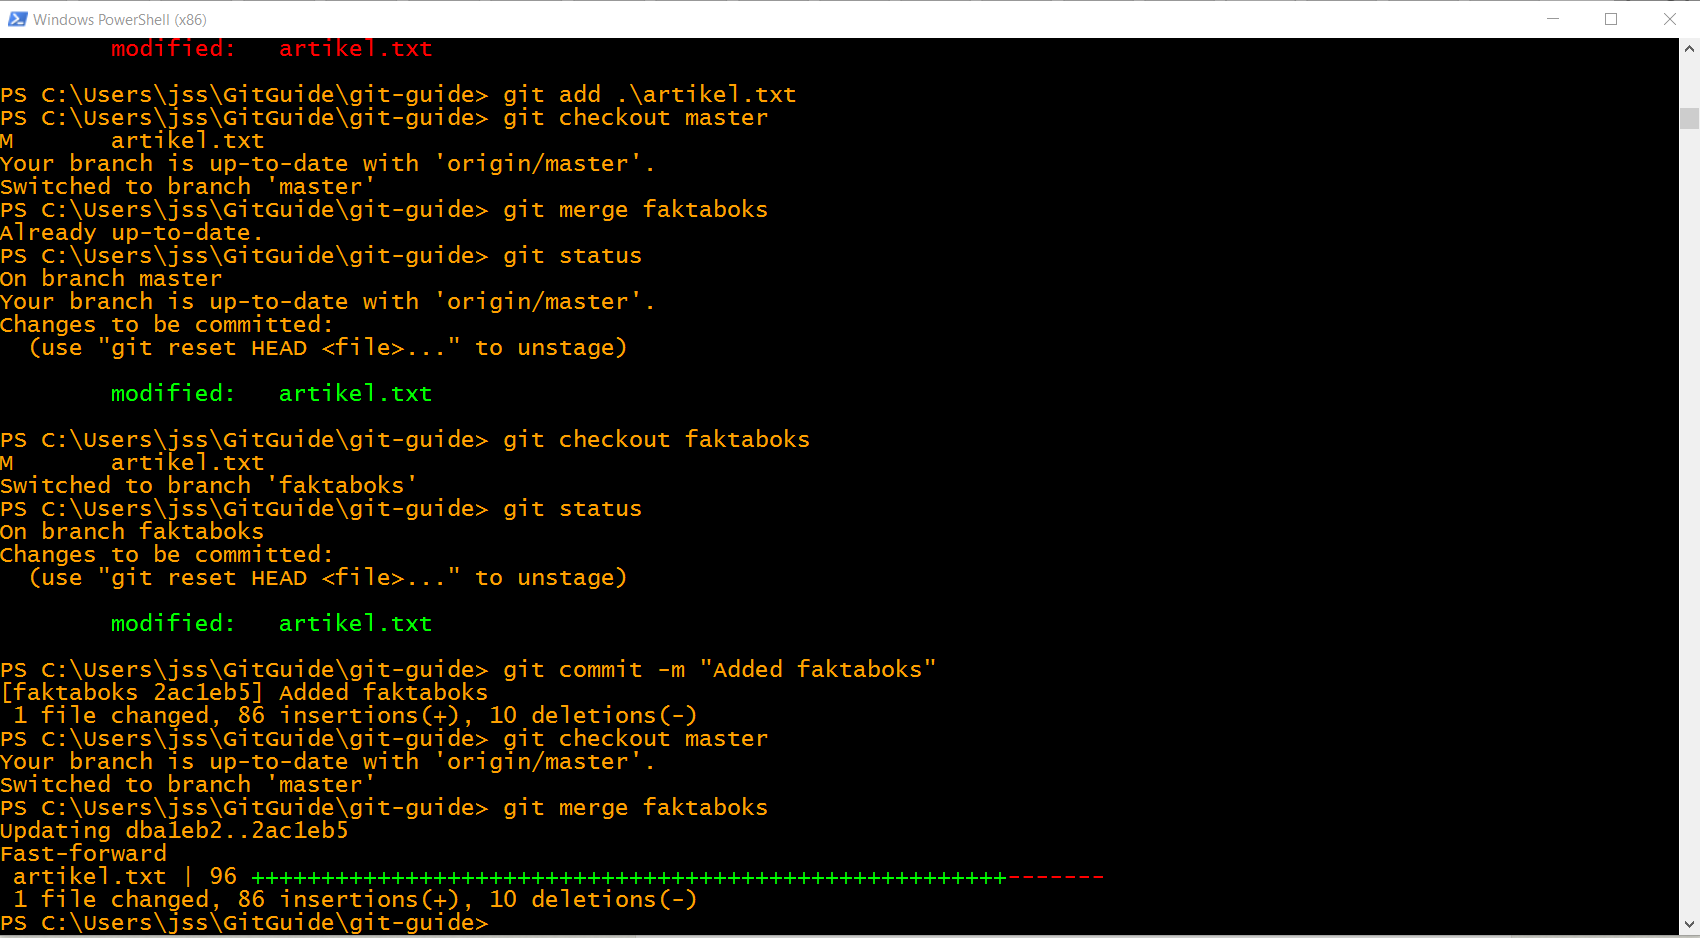 Windows PowerShell (x86)
        modified:   artikel.txt
PS C:\Users\jss\GitGuide\git-guide> git add .\artikel.txt
PS C:\Users\jss\GitGuide\git-guide> git checkout master
M       artikel.txt
Your branch is up-to-date with 'origin/master'.
Switched to branch 'master'
PS C:\Users\jss\GitGuide\git-guide> git merge faktaboks
Already up-to-date.
PS C:\Users\jss\GitGuide\git-guide> git status
On branch master
Your branch is up-to-date with 'origin/master'.
Changes to be committed:
  (use "git reset HEAD <file>..." to unstage)
        modified:   artikel.txt
PS C:\Users\jss\GitGuide\git-guide> git checkout faktaboks
M       artikel.txt
Switched to branch 'faktaboks'
PS C:\Users\jss\GitGuide\git-guide> git status
On branch faktaboks
Changes to be committed:
  (use "git reset HEAD <file>..." to unstage)
        modified:   artikel.txt
PS C:\Users\jss\GitGuide\git-guide> git commit -m "Added faktaboks"
[faktaboks 2ac1eb5] Added faktaboks
 1 file changed, 86 insertions(+), 10 deletions(-)
PS C:\Users\jss\GitGuide\git-guide> git checkout master
Your branch is up-to-date with 'origin/master'.
Switched to branch 'master'
PS C:\Users\jss\GitGuide\git-guide> git merge faktaboks
Updating dba1eb2..2ac1eb5
Fast-forward
 artikel.txt | 96 ++++++++++++++++++++++++++++++++++++++++++++++++++++++-------
 1 file changed, 86 insertions(+), 10 deletions(-)
PS C:\Users\jss\GitGuide\git-guide>